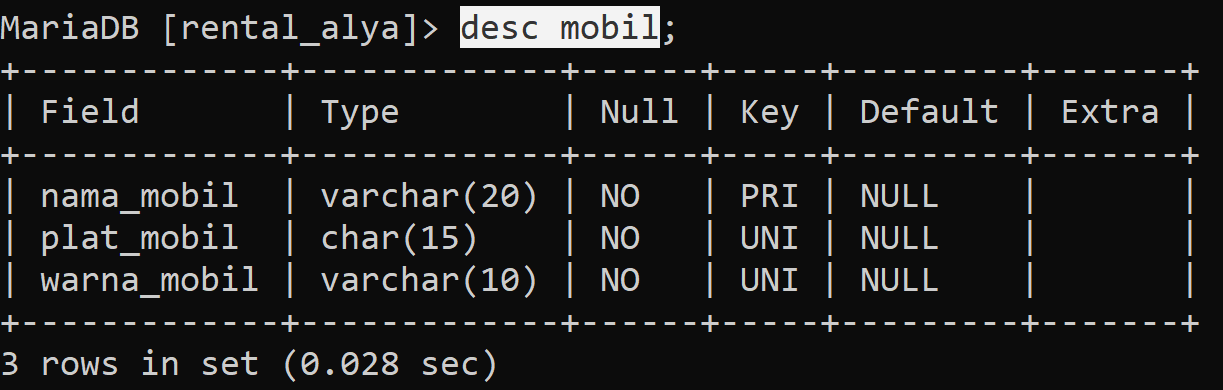 MariaDB [rental_alya]> desc mobil;
+-------------+-------------+------+-----+---------+-------+
| Field       | Type        | Null | Key | Default | Extra |
+-------------+-------------+------+-----+---------+-------+
| nama_mobil  | varchar(20) | NO   | PRI | NULL    |       |
| plat_mobil  | char(15)    | NO   | UNI | NULL    |       |
| warna_mobil | varchar(10) | NO   | UNI | NULL    |       |
+-------------+-------------+------+-----+---------+-------+
3 rows in set (0.028 sec)